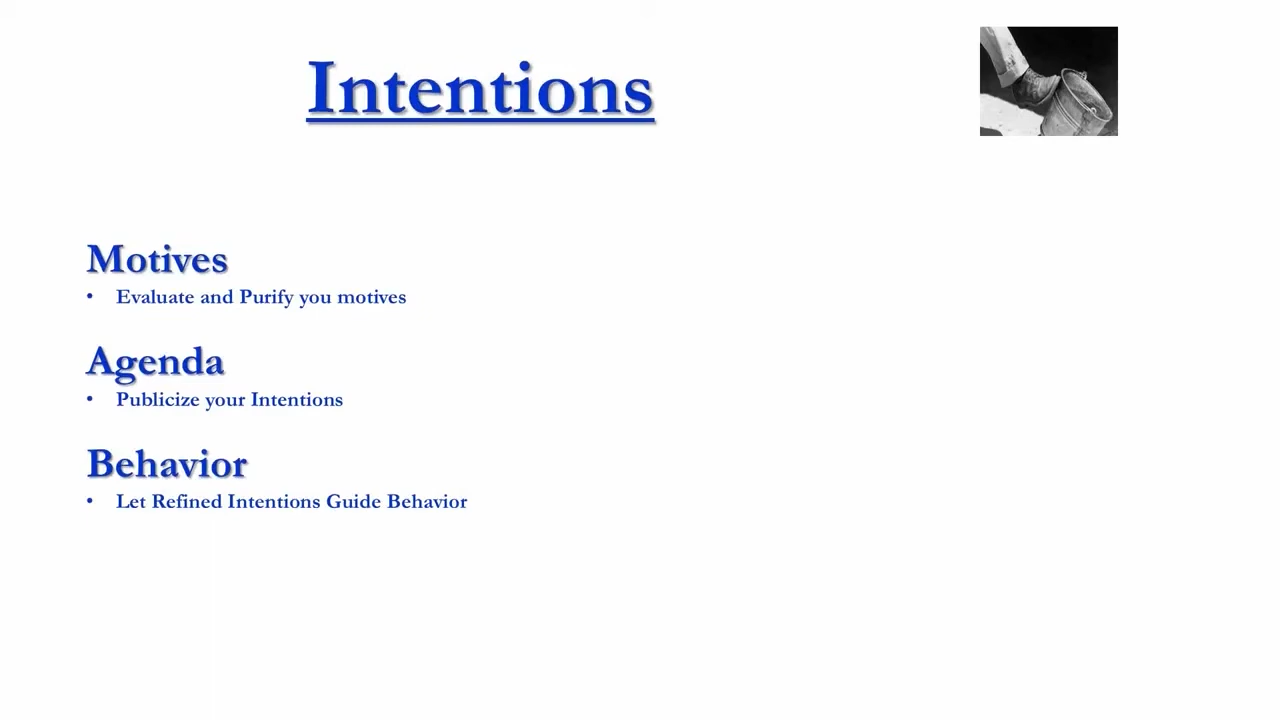 Intentions
Motives
• Evaluate and Purify you motives
Agenda
• Publicize your Intentions
Behavior
• Let Refined Intentions Guide Behavior